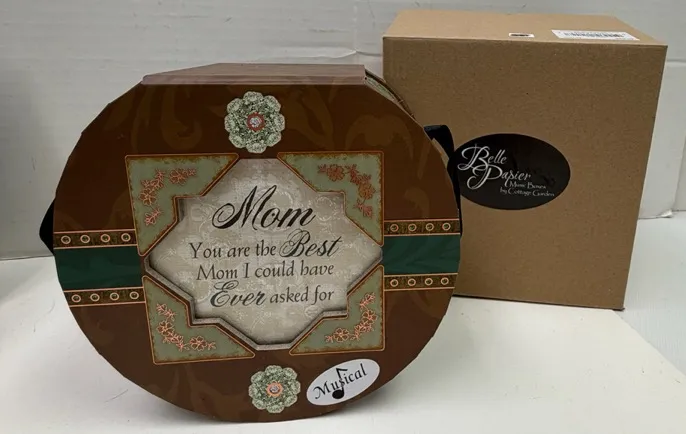 Mom
You are the Best
Mom I could have
Ever asked for
Musical
Belle
Papier
Music Boxes
by Cottage Garden